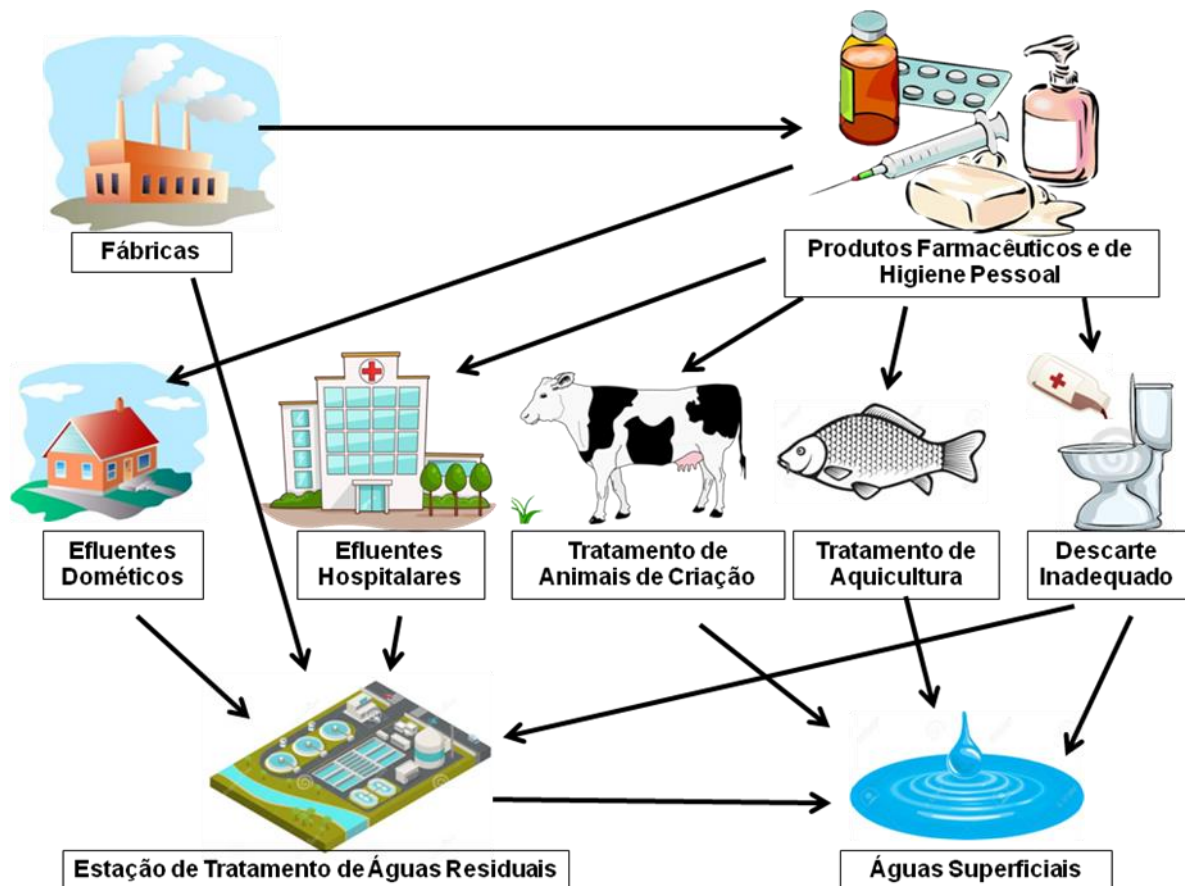 Fábricas
Produtos Farmacêuticos e de
Higiene Pessoal
Efluentes
Dométicos
Efluentes
Hospitalares
Tratamento de
Animais de Criação
Tratamento de
Aquicultura
Descarte
Inadequado
Estação de Tratamento de Águas Residuais
Águas Superficiais